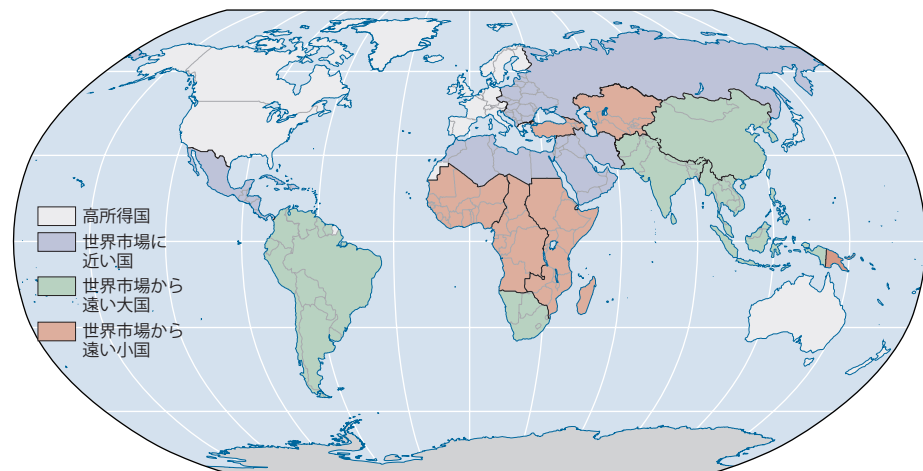 高所得国
世界市場に
近い国
世界市場から
遠い大国
世界市場から
遠い小国